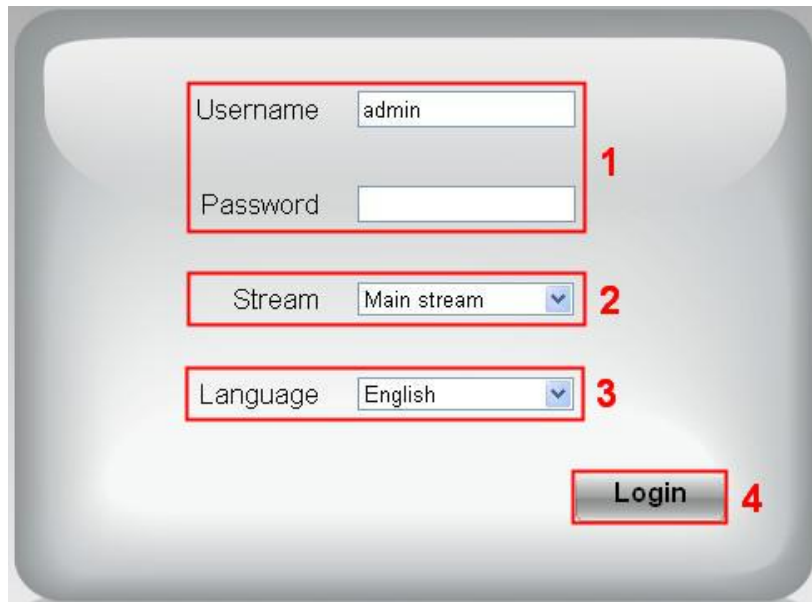 Username admin
1
Password
Stream Main stream 2
Language English 3
Login 4